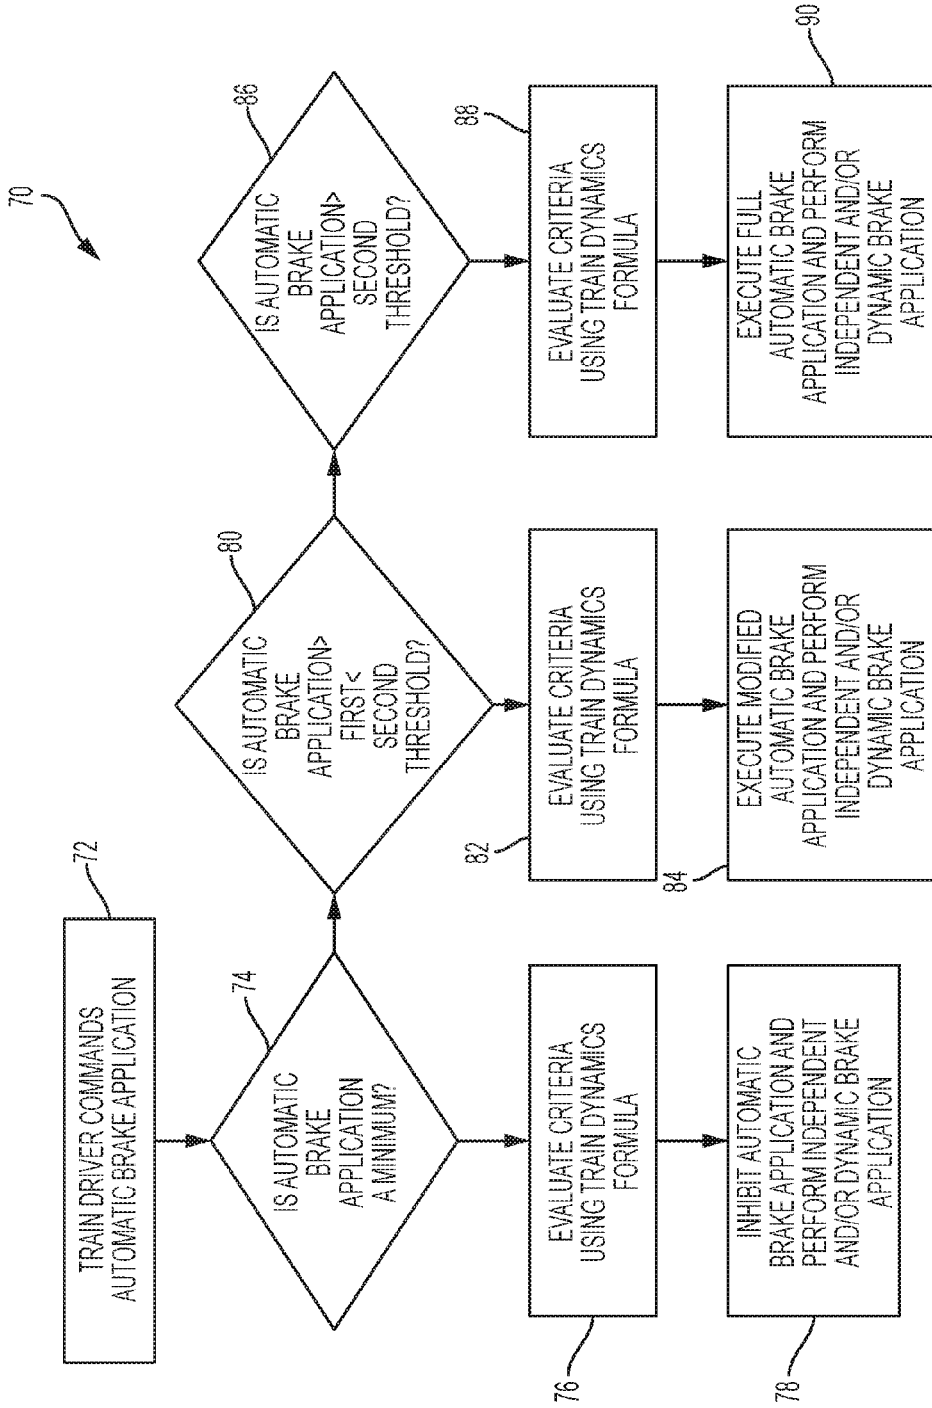 70
TRAIN DRIVER COMMANDS
AUTOMATIC BRAKE APPLICATION
72
IS AUTOMATIC
BRAKE
APPLICATION
A MINIMUM?
74
EVALUATE CRITERIA
USING TRAIN DYNAMICS
FORMULA
76
INHIBIT AUTOMATIC
BRAKE APPLICATION AND
PERFORM INDEPENDENT
AND/OR DYNAMIC BRAKE
APPLICATION
78
IS AUTOMATIC
BRAKE
APPLICATION>
FIRST<
SECOND
THRESHOLD?
80
EVALUATE CRITERIA
USING TRAIN DYNAMICS
FORMULA
82
EXECUTE MODIFIED
AUTOMATIC BRAKE
APPLICATION AND PERFORM
INDEPENDENT AND/OR
DYNAMIC BRAKE
APPLICATION
84
IS AUTOMATIC
BRAKE
APPLICATION>
SECOND
THRESHOLD?
86
EVALUATE CRITERIA
USING TRAIN DYNAMICS
FORMULA
88
EXECUTE FULL
AUTOMATIC BRAKE
APPLICATION AND PERFORM
INDEPENDENT AND/OR
DYNAMIC BRAKE
APPLICATION
90